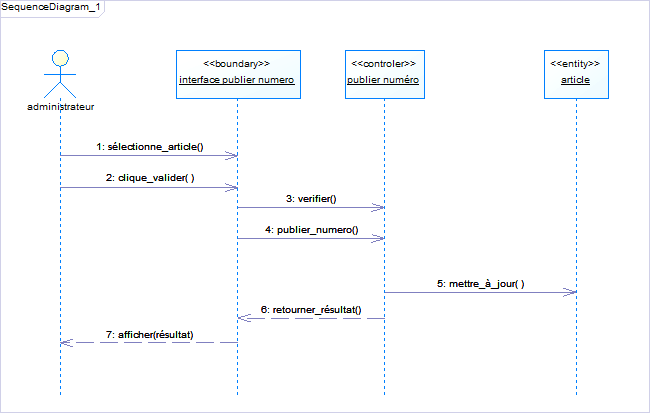 SequenceDiagram_1
<<boundary>>
interface publier numero
<<controler>>
publier numéro
<<entity>>
article
administrateur
1: sélectionne_article()
2: clique_valider( )
3: verifier()
4: publier_numero()
5: mettre_à_jour( )
6: retourner_résultat()
7: afficher(résultat)